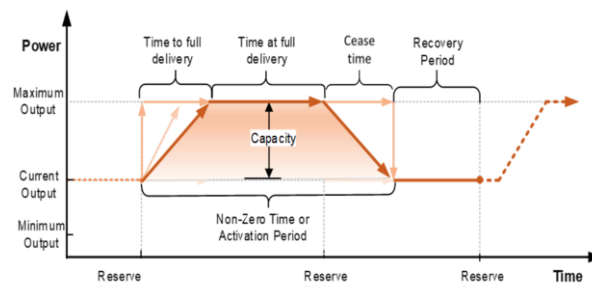 Power
Time to full
delivery
Time at full
delivery
Cease
time
Recovery
Period
Maximum
Output
Capacity
Current
Output
Non-Zero Time or
Activation Period
Minimum
Output
Reserve
Reserve
Reserve
Time